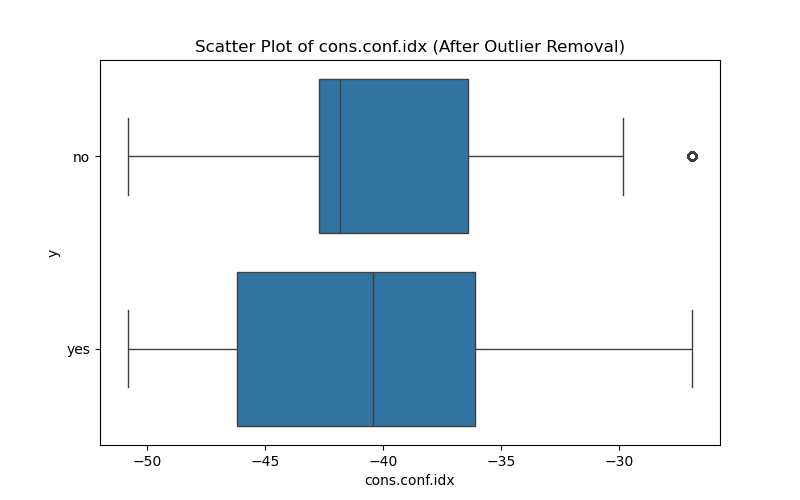 Scatter Plot of cons.conf.idx (After Outlier Removal)
no
y
yes
−50 −45 −40 −35 −30
cons.conf.idx